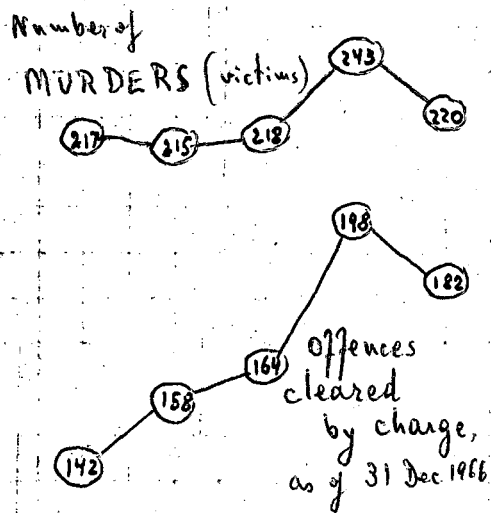 Number of
MURDERS (victims)
217 215 218 243 220
142 158 164 198 182
Offences
cleared
by charge,
as of 31 Dec 1966